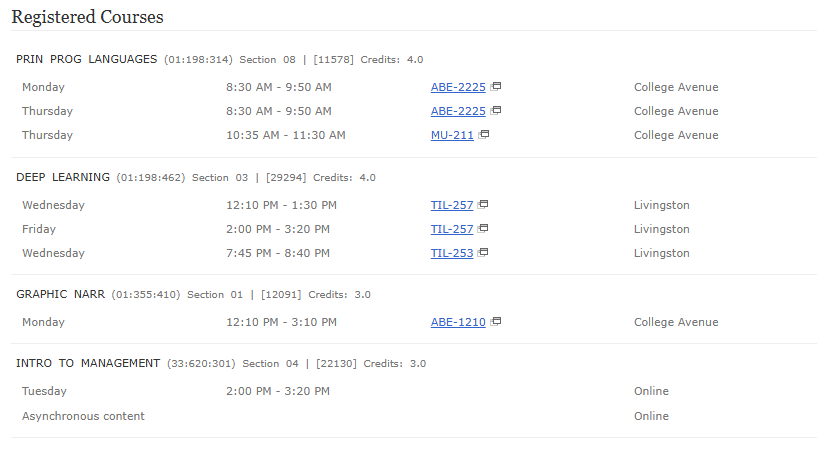 Registered Courses
PRIN PROG LANGUAGES (01:198:314) Section 08 | [11578] Credits: 4.0
Monday 8:30 AM - 9:50 AM ABE-2225 College Avenue
Thursday 8:30 AM - 9:50 AM ABE-2225 College Avenue
Thursday 10:35 AM - 11:30 AM MU-211 College Avenue
DEEP LEARNING (01:198:462) Section 03 | [29294] Credits: 4.0
Wednesday 12:10 PM - 1:30 PM TIL-257 Livingston
Friday 2:00 PM - 3:20 PM TIL-257 Livingston
Wednesday 7:45 PM - 8:40 PM TIL-253 Livingston
GRAPHIC NARR (01:355:410) Section 01 | [12091] Credits: 3.0
Monday 12:10 PM - 3:10 PM ABE-1210 College Avenue
INTRO TO MANAGEMENT (33:620:301) Section 04 | [22130] Credits: 3.0
Tuesday 2:00 PM - 3:20 PM Online
Asynchronous content Online